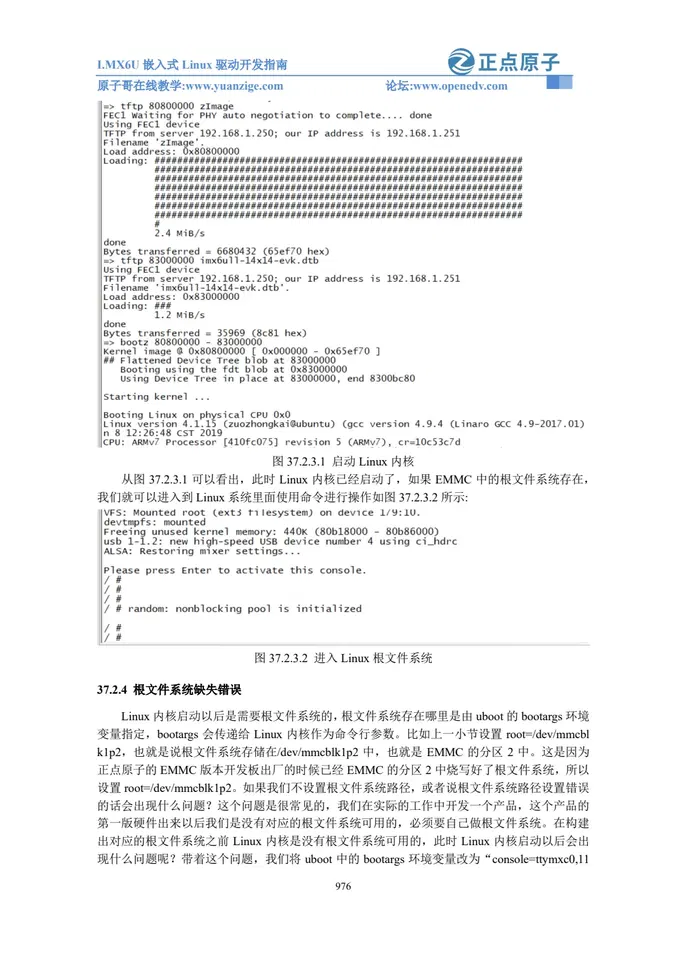 I.MX6U 嵌入式 Linux 驱动开发指南
正点原子
原子哥在线教学:www.yuanzige.com 论坛:www.openedv.com
=> tftp 80800000 zImage
FEC1 Waiting for PHY auto negotiation to complete.... done
Using FEC1 device
TFTP from server 192.168.1.250; our IP address is 192.168.1.251
Filename 'zImage'.
Load address: 0x80800000
Loading: #################################################################
#################################################################
#################################################################
#################################################################
#################################################################
#################################################################
#################################################################
#
2.4 MiB/s
done
Bytes transferred = 6680432 (65ef70 hex)
=> tftp 83000000 imx6ull-14x14-evk.dtb
Using FEC1 device
TFTP from server 192.168.1.250; our IP address is 192.168.1.251
Filename 'imx6ull-14x14-evk.dtb'.
Load address: 0x83000000
Loading: ###
1.2 MiB/s
done
Bytes transferred = 35969 (8c81 hex)
=> bootz 80800000 - 83000000
Kernel image @ 0x80800000 [ 0x000000 - 0x65ef70 ]
## Flattened Device Tree blob at 83000000
Booting using the fdt blob at 0x83000000
Using Device Tree in place at 83000000, end 8300bc80
Starting kernel ...
Booting Linux on physical CPU 0x0
Linux version 4.1.15 (zuozhongkai@ubuntu) (gcc version 4.9.4 (Linaro GCC 4.9-2017.01)
n 8 12:26:48 CST 2019
CPU: ARMv7 Processor [410fc075] revision 5 (ARMv7), cr=10c53c7d
图 37.2.3.1 启动 Linux 内核
从图 37.2.3.1 可以看出，此时 Linux 内核已经启动了，如果 EMMC 中的根文件系统存在，
我们就可以进入到 Linux 系统里面使用命令进行操作如图 37.2.3.2 所示:
VFS: Mounted root (ext3 filesystem) on device 179:10.
devtmpfs: mounted
Freeing unused kernel memory: 440K (80b18000 - 80b86000)
usb 1-1.2: new high-speed USB device number 4 using ci_hdrc
ALSA: Restoring mixer settings...
Please press Enter to activate this console.
/ #
/ #
/ #
/ # random: nonblocking pool is initialized
/ #
/ #
图 37.2.3.2 进入 Linux 根文件系统
37.2.4 根文件系统缺失错误
Linux 内核启动以后是需要根文件系统的，根文件系统存在哪里是由 uboot 的 bootargs 环境
变量指定，bootargs 会传递给 Linux 内核作为命令行参数。比如上一小节设置 root=/dev/mmcbl
k1p2，也就是说根文件系统存储在/dev/mmcblk1p2 中，也就是 EMMC 的分区 2 中。这是因为
正点原子的 EMMC 版本开发板出厂的时候已经 EMMC 的分区 2 中烧写好了根文件系统，所以
设置 root=/dev/mmcblk1p2。如果我们不设置根文件系统路径，或者说根文件系统路径设置错误
的话会出现什么问题？这个问题是很常见的，我们在实际的工作中开发一个产品，这个产品的
第一版硬件出来以后我们是没有对应的根文件系统可用的，必须要自己做根文件系统。在构建
出对应的根文件系统之前 Linux 内核是没有根文件系统可用的，此时 Linux 内核启动以后会出
现什么问题呢？带着这个问题，我们将 uboot 中的 bootargs 环境变量改为“console=ttymxc0,11
976